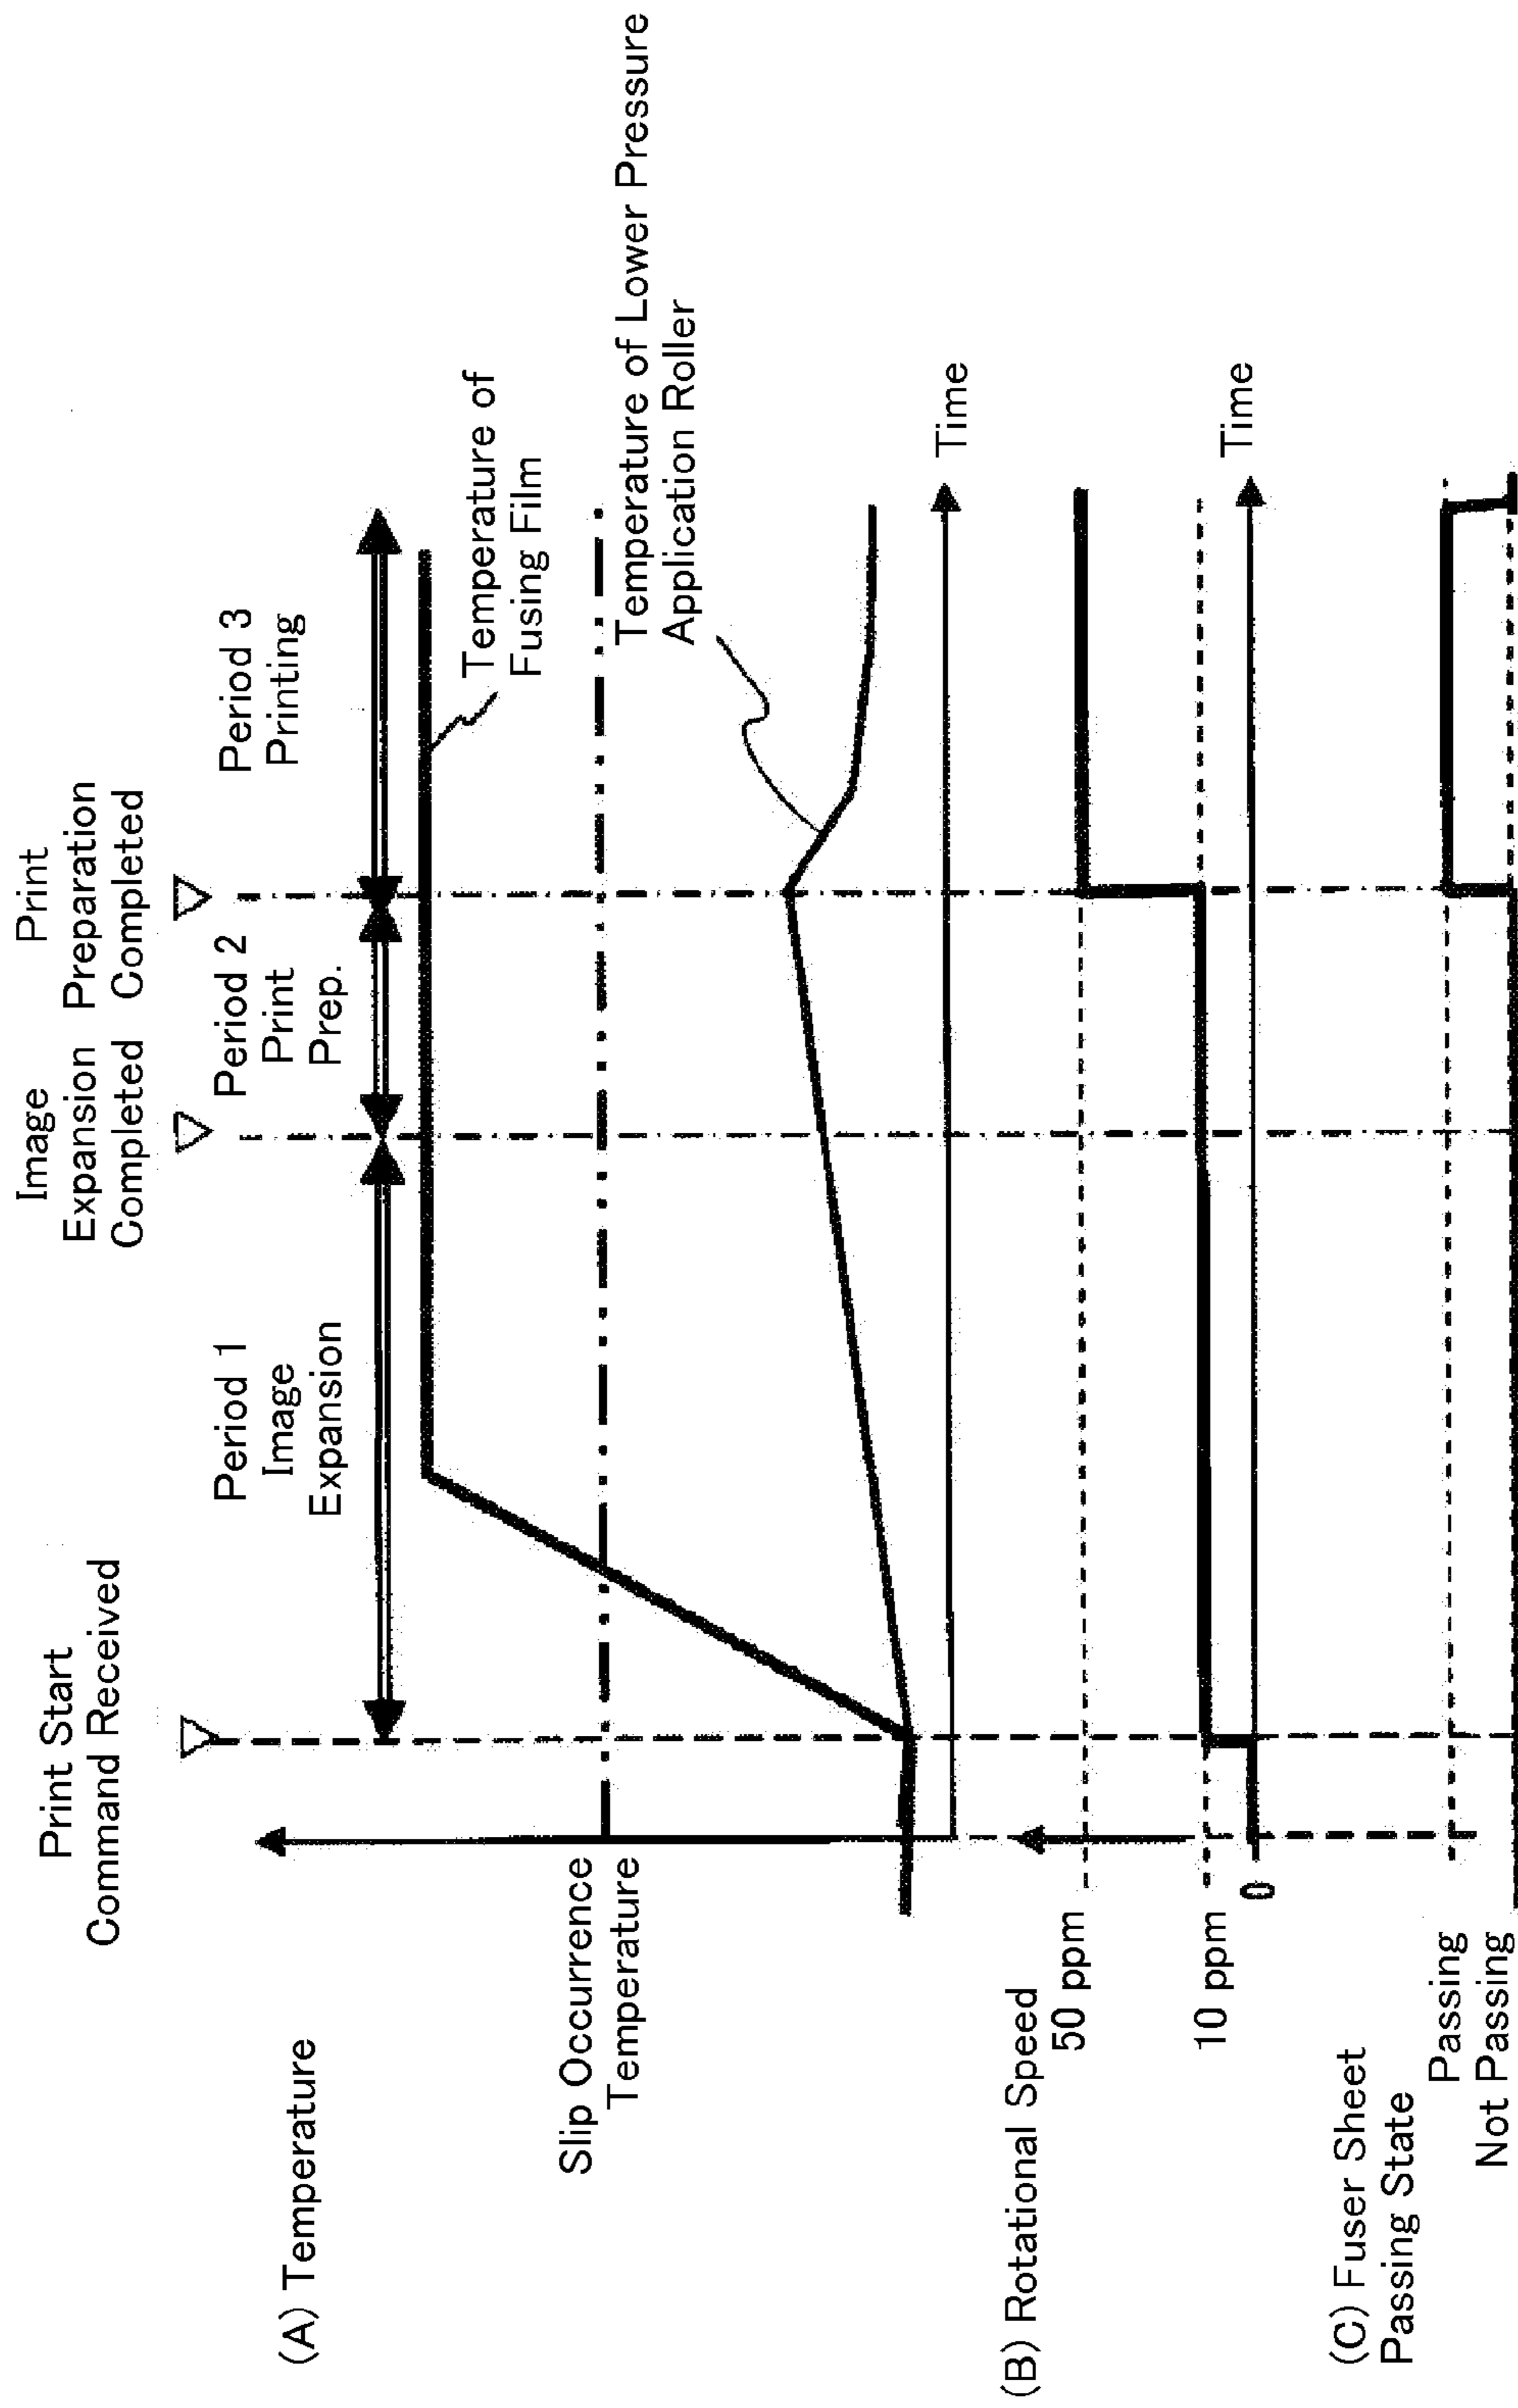 Print Start
Command Received
Image
Expansion
Completed
Print
Preparation
Completed
Period 1
Image
Expansion
Period 2
Print
Prep.
Period 3
Printing
(A) Temperature
Temperature of
Fusing Film
Slip Occurrence
Temperature
Temperature of Lower Pressure
Application Roller
Time
(B) Rotational Speed
50 ppm
10 ppm
0
Time
(C) Fuser Sheet
Passing State
Passing
Not Passing